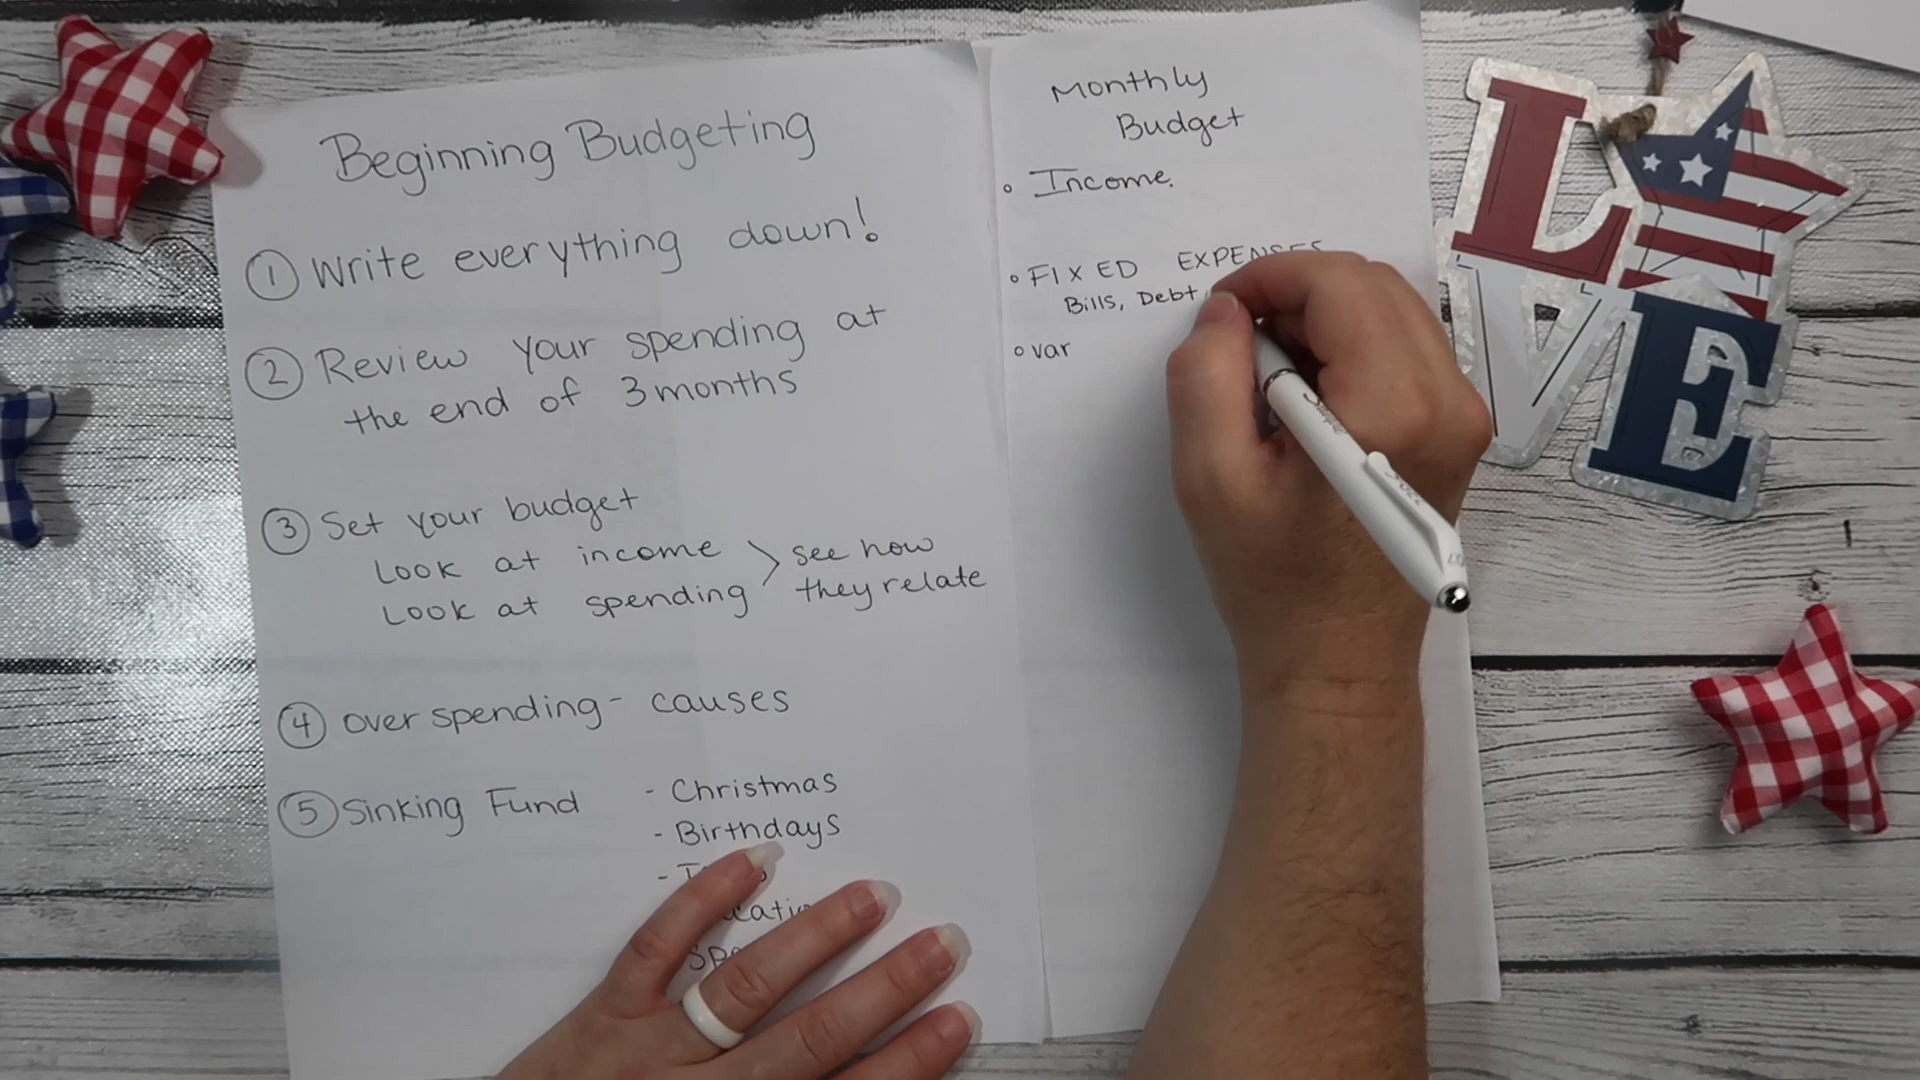 Beginning Budgeting
① Write everything down!
② Review your spending at
the end of 3 months
③ Set your budget
Look at income > see how
Look at spending they relate
④ over spending - causes
⑤ Sinking Fund - Christmas
- Birthdays
Monthly
Budget
◦ Income.
◦ FIXED EXPENSES
Bills, Debt
◦ var
LOVE